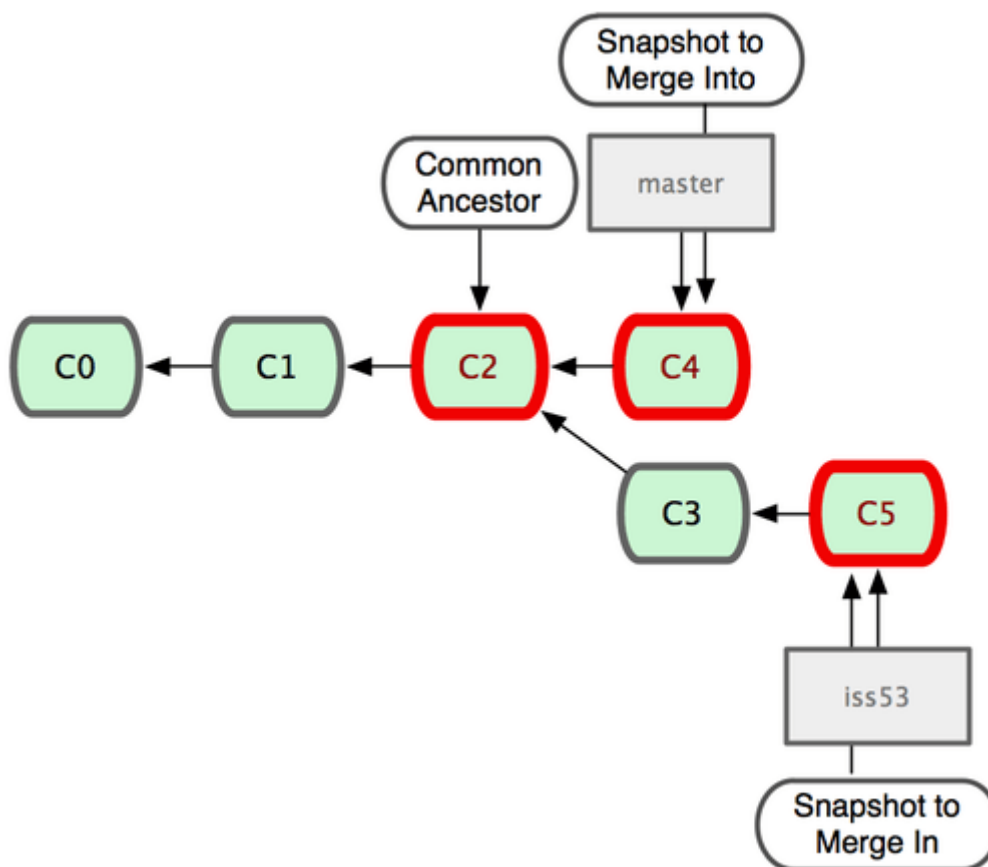 Snapshot to
Merge Into
Common
Ancestor
master
C0
C1
C2
C4
C3
C5
iss53
Snapshot to
Merge In